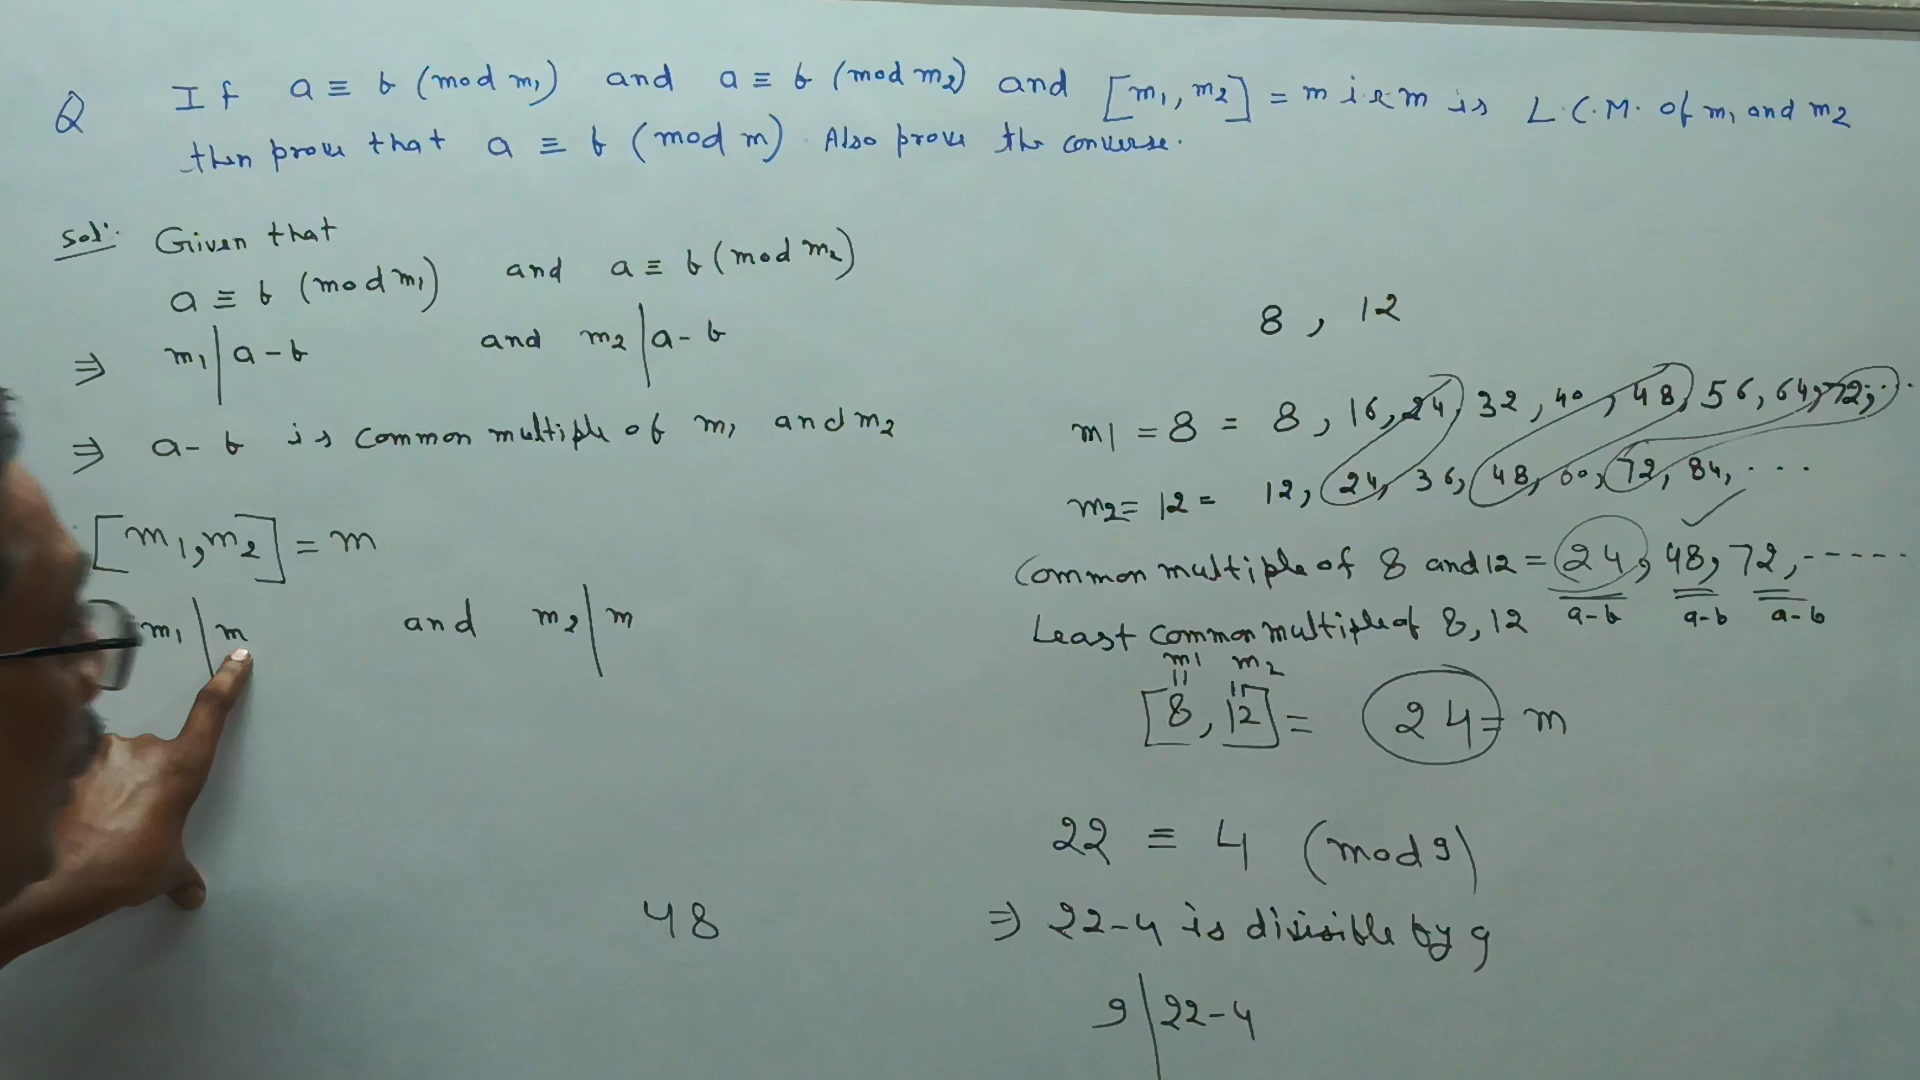 Q If a ≡ b (mod m₁) and a ≡ b (mod m₂) and [m₁, m₂] = m i.e m is L.C.M. of m₁ and m₂
then prove that a ≡ b (mod m). Also prove the converse.
Solⁿ: Given that
a ≡ b (mod m₁) and a ≡ b (mod m₂)
⇒ m₁ | a - b and m₂ | a - b
⇒ a - b is common multiple of m₁ and m₂
[m₁, m₂] = m
m₁ | m and m₂ | m
48
8 , 12
m1 = 8 = 8, 16, 24, 32, 40, 48, 56, 64, 72, ...
m2 = 12 = 12, 24, 36, 48, 60, 72, 84, ...
Common multiple of 8 and 12 = 24, 48, 72, -----
a-b a-b a-b
Least common multiple of 8, 12
m1 m2
[8, 12] = 24 = m
22 ≡ 4 (mod 9)
⇒ 22-4 is divisible by 9
9 | 22-4